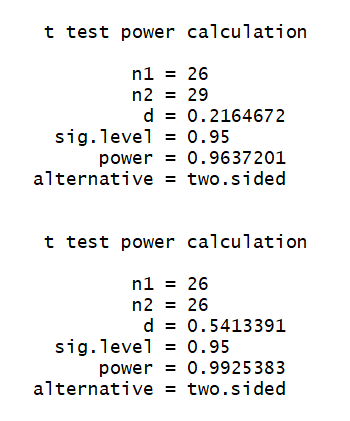 t test power calculation
n1 = 26
n2 = 29
d = 0.2164672
sig.level = 0.95
power = 0.9637201
alternative = two.sided
t test power calculation
n1 = 26
n2 = 26
d = 0.5413391
sig.level = 0.95
power = 0.9925383
alternative = two.sided